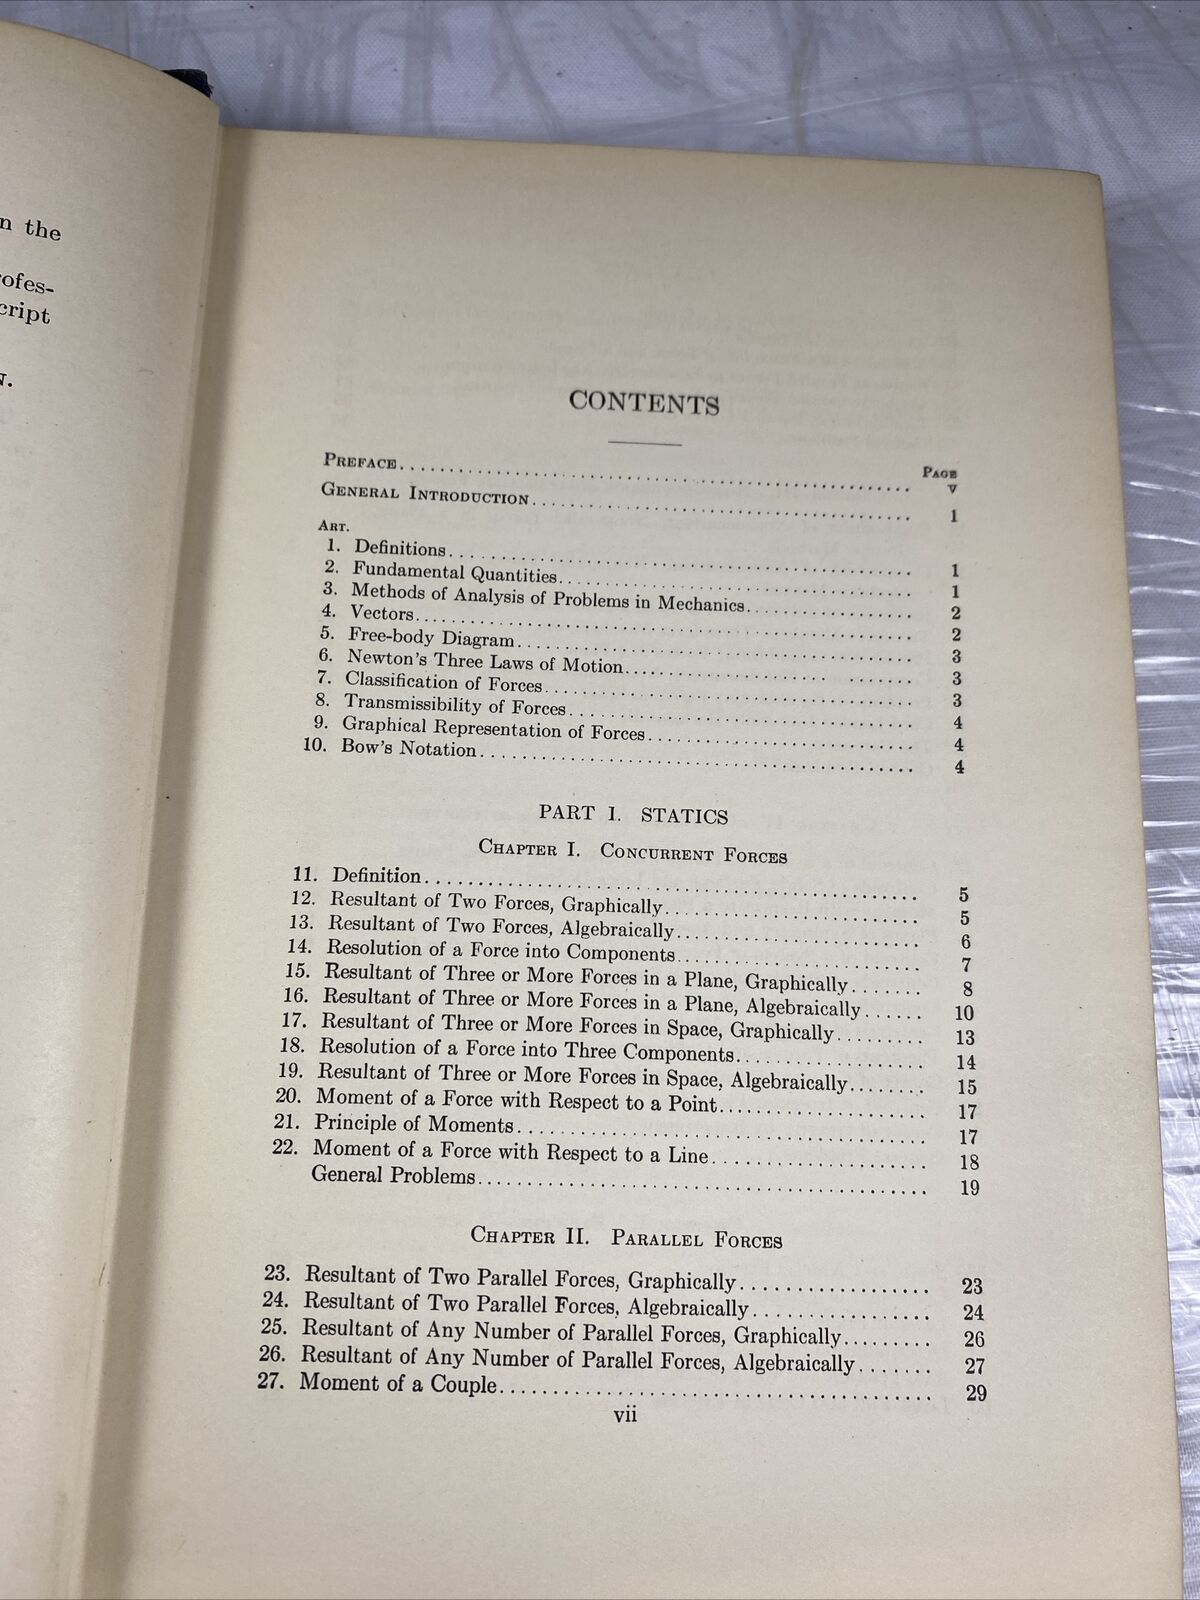 n the
rofes-
cript
N.
CONTENTS
PAGE
PREFACE . . . . . . . . . . v
GENERAL INTRODUCTION . . . . . . . . . . 1
ART.
1. Definitions . . . . . . . . . . 1
2. Fundamental Quantities . . . . . . . . . . 1
3. Methods of Analysis of Problems in Mechanics . . . . . . . . . . 2
4. Vectors . . . . . . . . . . 2
5. Free-body Diagram . . . . . . . . . . 3
6. Newton's Three Laws of Motion . . . . . . . . . . 3
7. Classification of Forces . . . . . . . . . . 3
8. Transmissibility of Forces . . . . . . . . . . 4
9. Graphical Representation of Forces . . . . . . . . . . 4
10. Bow's Notation . . . . . . . . . . 4
PART I. STATICS
CHAPTER I. CONCURRENT FORCES
11. Definition . . . . . . . . . . 5
12. Resultant of Two Forces, Graphically . . . . . . . . . . 5
13. Resultant of Two Forces, Algebraically . . . . . . . . . . 6
14. Resolution of a Force into Components . . . . . . . . . . 7
15. Resultant of Three or More Forces in a Plane, Graphically . . . . . . . 8
16. Resultant of Three or More Forces in a Plane, Algebraically . . . . . . 10
17. Resultant of Three or More Forces in Space, Graphically . . . . . . . . . 13
18. Resolution of a Force into Three Components . . . . . . . . . . 14
19. Resultant of Three or More Forces in Space, Algebraically . . . . . . . . 15
20. Moment of a Force with Respect to a Point . . . . . . . . . . 17
21. Principle of Moments . . . . . . . . . . 17
22. Moment of a Force with Respect to a Line . . . . . . . . . . 18
General Problems . . . . . . . . . . 19
CHAPTER II. PARALLEL FORCES
23. Resultant of Two Parallel Forces, Graphically . . . . . . . . . . 23
24. Resultant of Two Parallel Forces, Algebraically . . . . . . . . . . 24
25. Resultant of Any Number of Parallel Forces, Graphically . . . . . . . . 26
26. Resultant of Any Number of Parallel Forces, Algebraically . . . . . . . 27
27. Moment of a Couple . . . . . . . . . . 29
vii